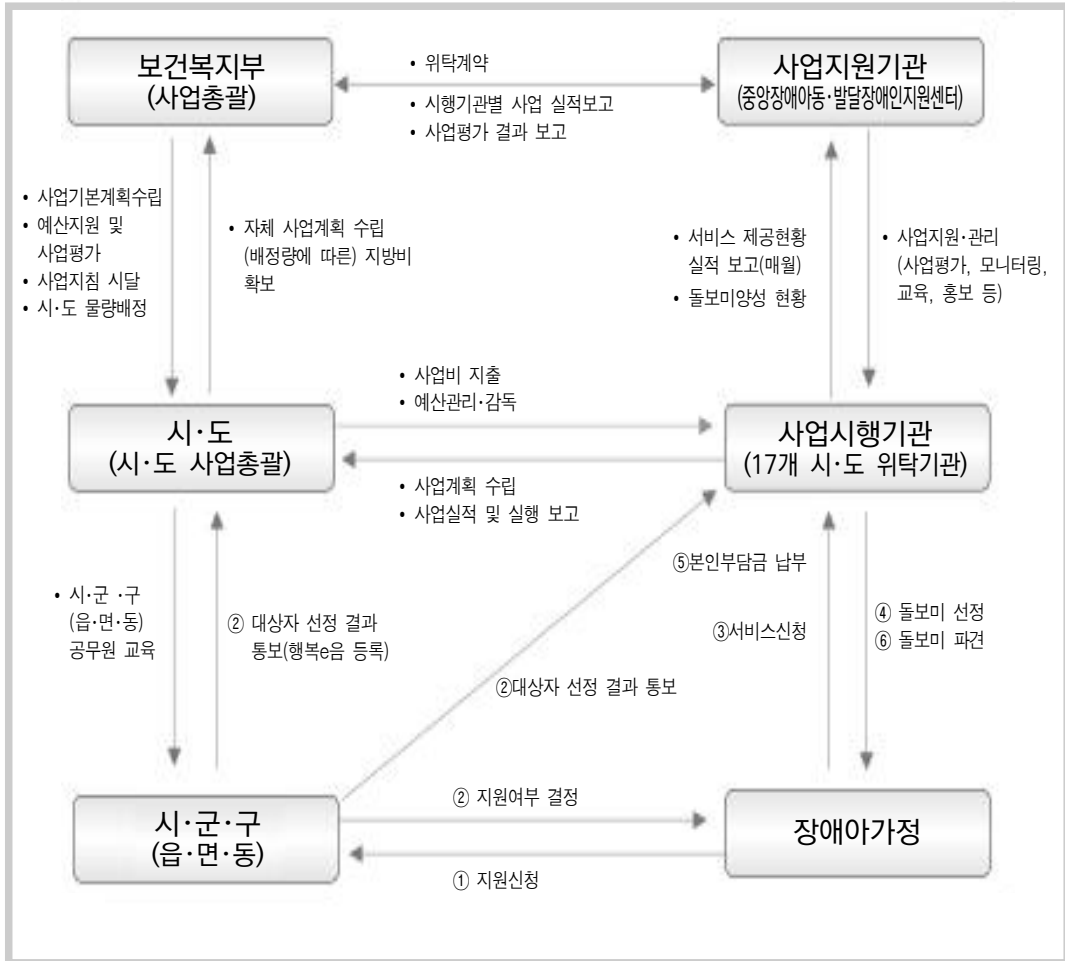 보건복지부
(사업총괄)
• 위탁계약
• 시행기관별 사업 실적보고
• 사업평가 결과 보고
사업지원기관
(중앙장애아동·발달장애인지원센터)
• 사업기본계획수립
• 예산지원 및
사업평가
• 사업지침 시달
• 시·도 물량배정
• 자체 사업계획 수립
(배정량에 따른) 지방비
확보
• 서비스 제공현황
실적 보고(매월)
• 돌보미양성 현황
• 사업지원·관리
(사업평가, 모니터링,
교육, 홍보 등)
시·도
(시·도 사업총괄)
• 사업비 지출
• 예산관리·감독
• 사업계획 수립
• 사업실적 및 실행 보고
사업시행기관
(17개 시·도 위탁기관)
• 시·군 ·구
(읍·면·동)
공무원 교육
② 대상자 선정 결과
통보(행복e음 등록)
②대상자 선정 결과 통보
⑤본인부담금 납부
③서비스신청
④ 돌보미 선정
⑥ 돌보미 파견
시·군·구
(읍·면·동)
② 지원여부 결정
① 지원신청
장애아가정